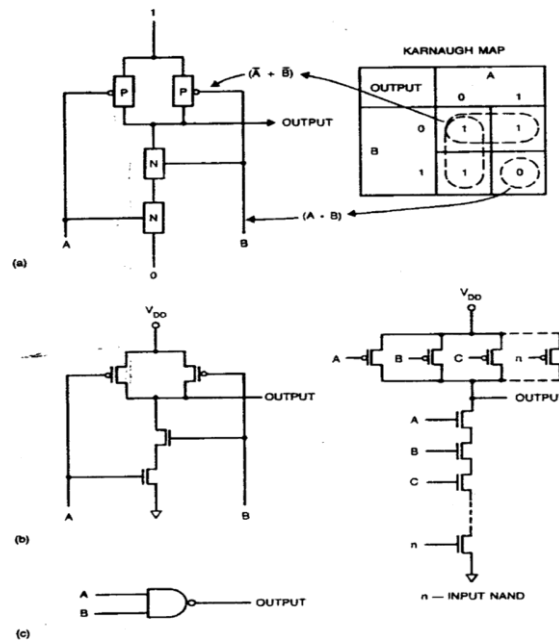 1
KARNAUGH MAP
(A̅ + B̅)
A
OUTPUT
0 1
P P
OUTPUT
B
0 1 1
1 1 0
N
N
(A • B)
A B
0
(a)
V_DD
V_DD
A B C n
OUTPUT
OUTPUT
A
B
C
A B
n
(b)
n — INPUT NAND
A
B
OUTPUT
(c)